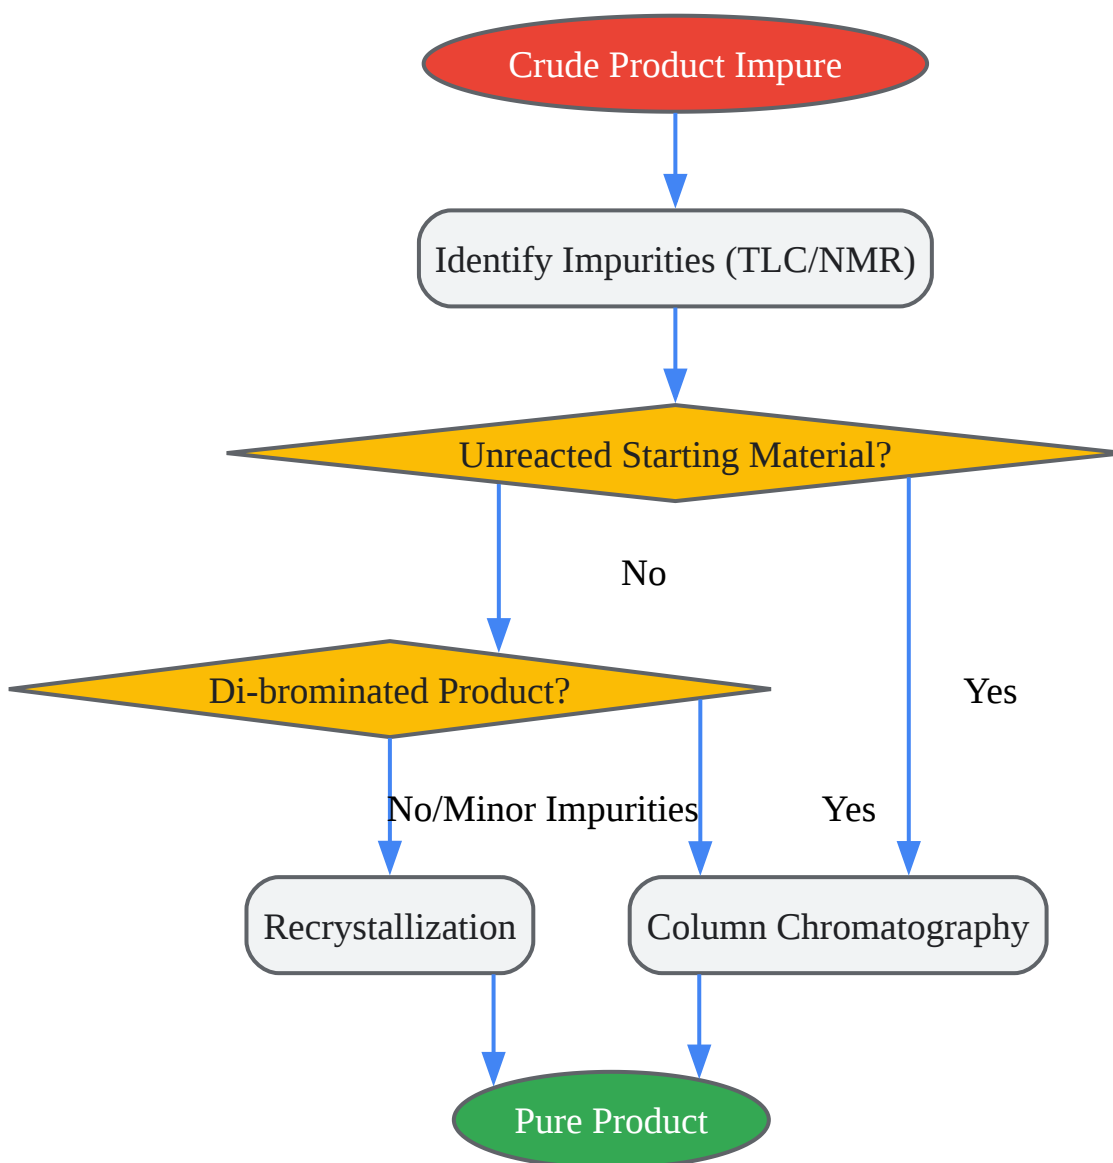 Crude Product Impure
Identify Impurities (TLC/NMR)
Unreacted Starting Material?
No
Di-brominated Product?
Yes
No/Minor Impurities
Yes
Recrystallization
Column Chromatography
Pure Product